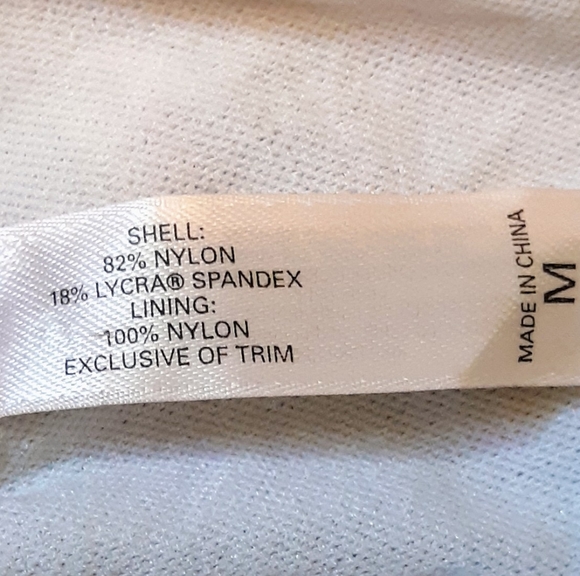 SHELL:
82% NYLON
18% LYCRA® SPANDEX
LINING:
100% NYLON
EXCLUSIVE OF TRIM
MADE IN CHINA
M